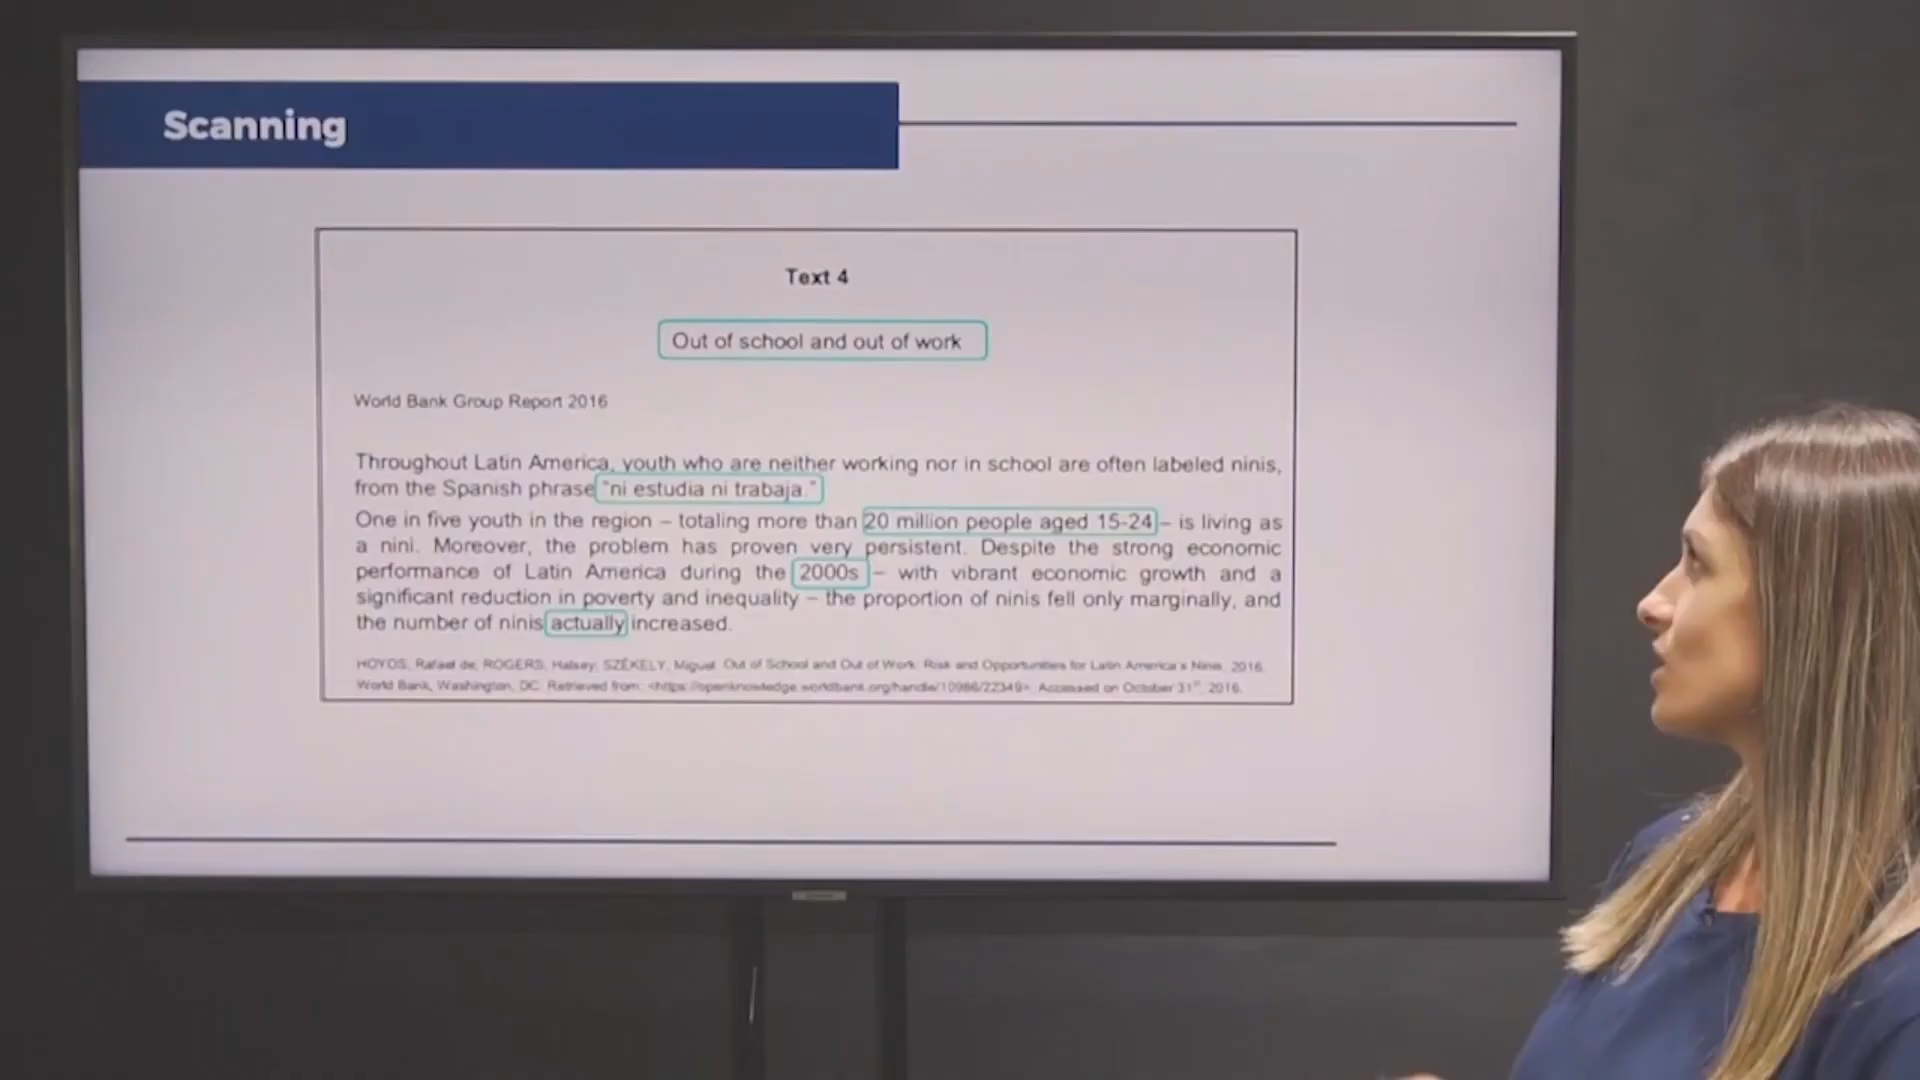 Scanning
Text 4
Out of school and out of work
World Bank Group Report 2016
Throughout Latin America, youth who are neither working nor in school are often labeled ninis,
from the Spanish phrase "ni estudia ni trabaja."
One in five youth in the region – totaling more than 20 million people aged 15-24 – is living as
a nini. Moreover, the problem has proven very persistent. Despite the strong economic
performance of Latin America during the 2000s – with vibrant economic growth and a
significant reduction in poverty and inequality – the proportion of ninis fell only marginally, and
the number of ninis actually increased.
HOYOS, Rafael de; ROGERS, Halsey; SZÉKELY, Miguel. Out of School and Out of Work: Risk and Opportunities for Latin America's Ninis. 2016.
World Bank, Washington, DC. Retrieved from: <https://openknowledge.worldbank.org/handle/10986/22349>. Accessed on October 31st, 2016.